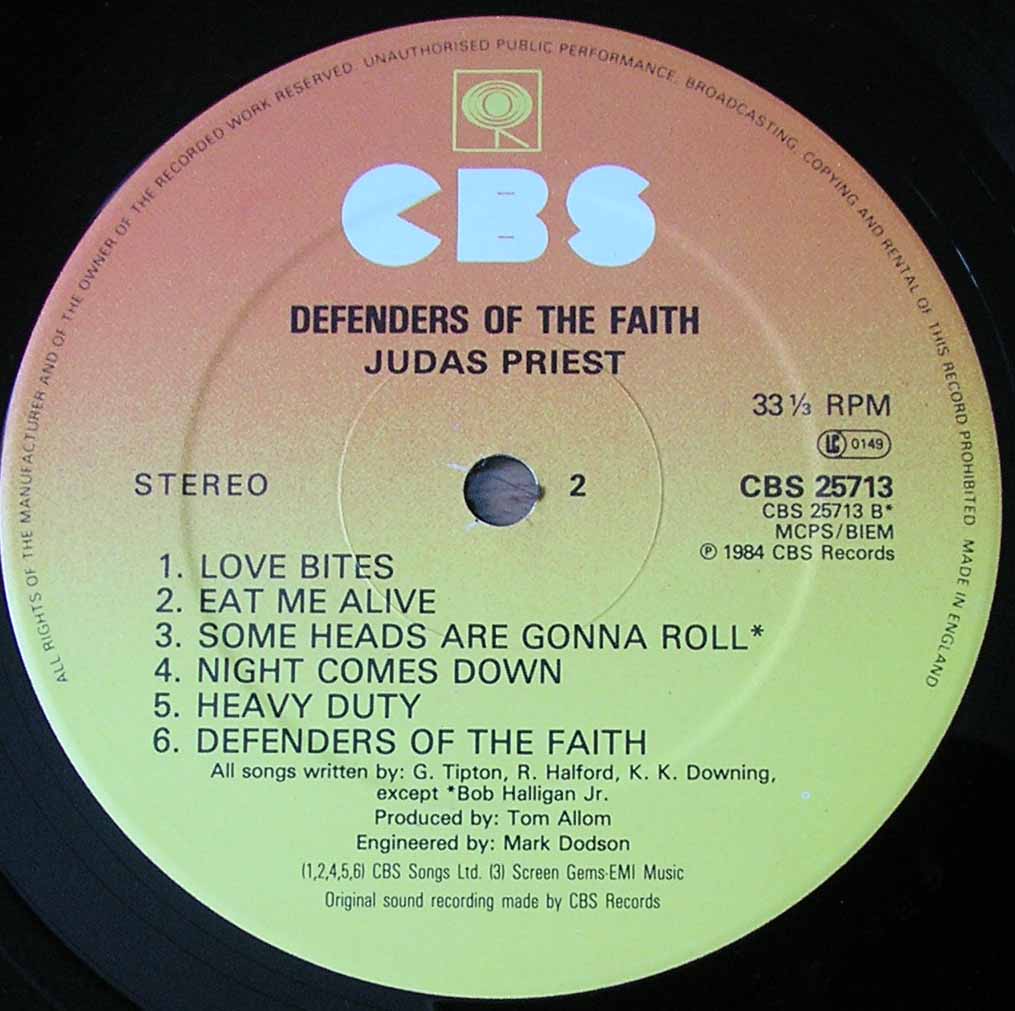 ALL RIGHTS OF THE MANUFACTURER AND OF THE OWNER OF THE RECORDED WORK RESERVED. UNAUTHORISED PUBLIC PERFORMANCE, BROADCASTING, COPYING AND RENTAL OF THIS RECORD PROHIBITED MADE IN ENGLAND
CBS
DEFENDERS OF THE FAITH
JUDAS PRIEST
33 ⅓ RPM
LC 0149
STEREO 2 CBS 25713
CBS 25713 B*
MCPS/BIEM
℗ 1984 CBS Records
1. LOVE BITES
2. EAT ME ALIVE
3. SOME HEADS ARE GONNA ROLL*
4. NIGHT COMES DOWN
5. HEAVY DUTY
6. DEFENDERS OF THE FAITH
All songs written by: G. Tipton, R. Halford, K. K. Downing,
except *Bob Halligan Jr.
Produced by: Tom Allom
Engineered by: Mark Dodson
(1,2,4,5,6) CBS Songs Ltd. (3) Screen Gems-EMI Music
Original sound recording made by CBS Records